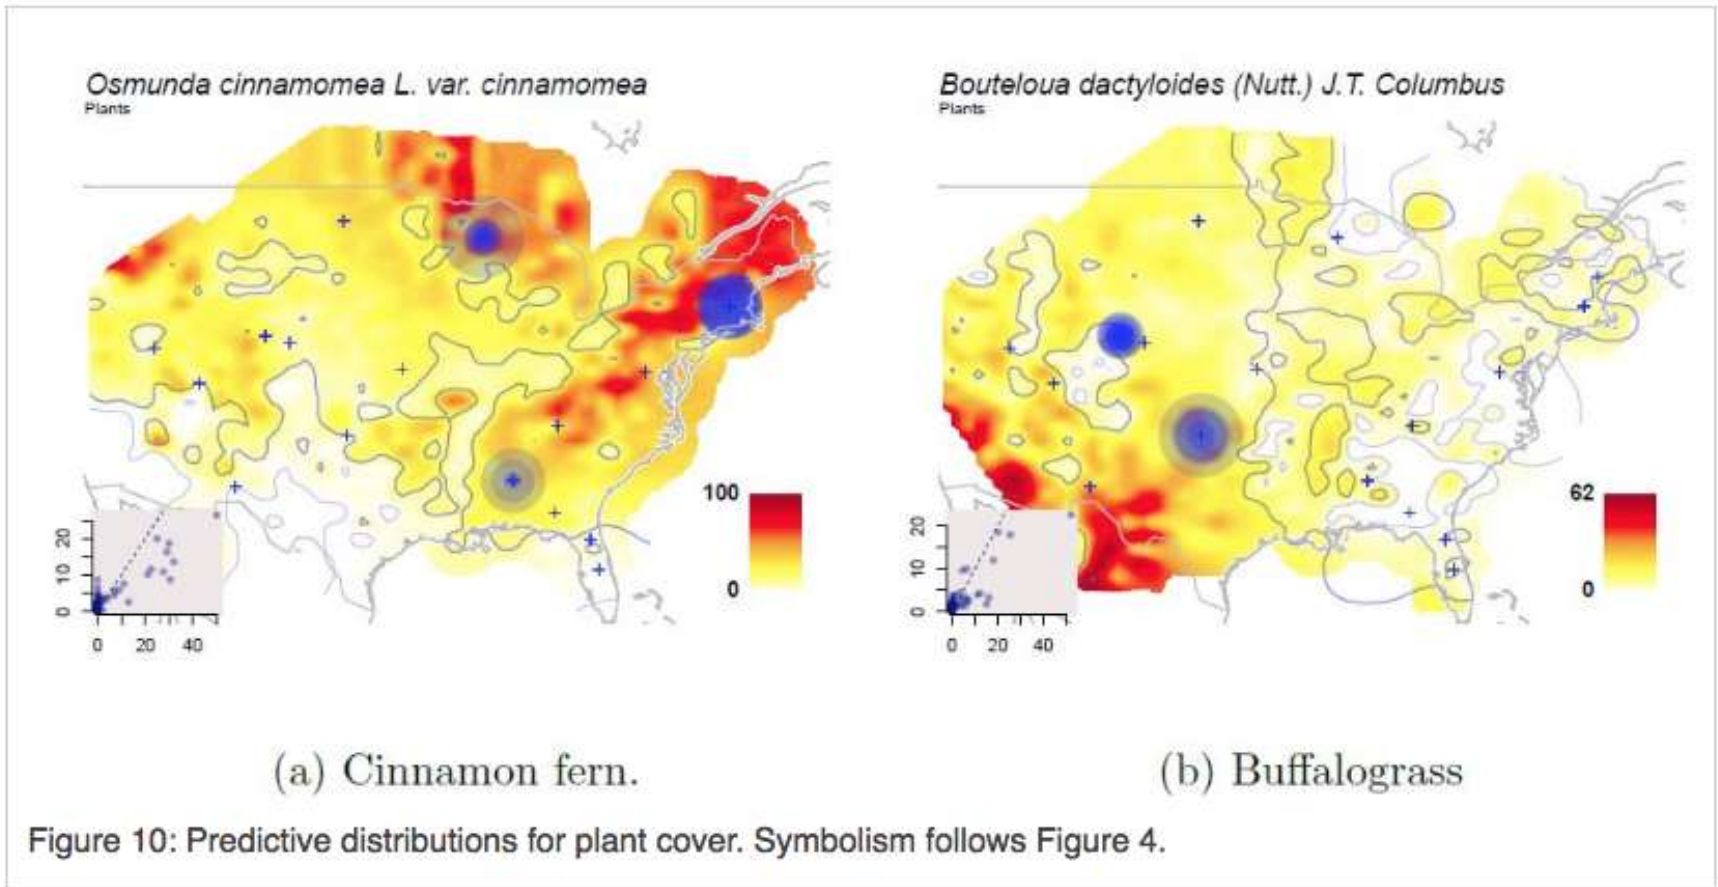 Osmunda cinnamomea L. var. cinnamomea
Plants
100
0
20
10
0
0 20 40
Bouteloua dactyloides (Nutt.) J.T. Columbus
Plants
62
0
20
10
0
0 20 40
(a) Cinnamon fern.
(b) Buffalograss
Figure 10: Predictive distributions for plant cover. Symbolism follows Figure 4.